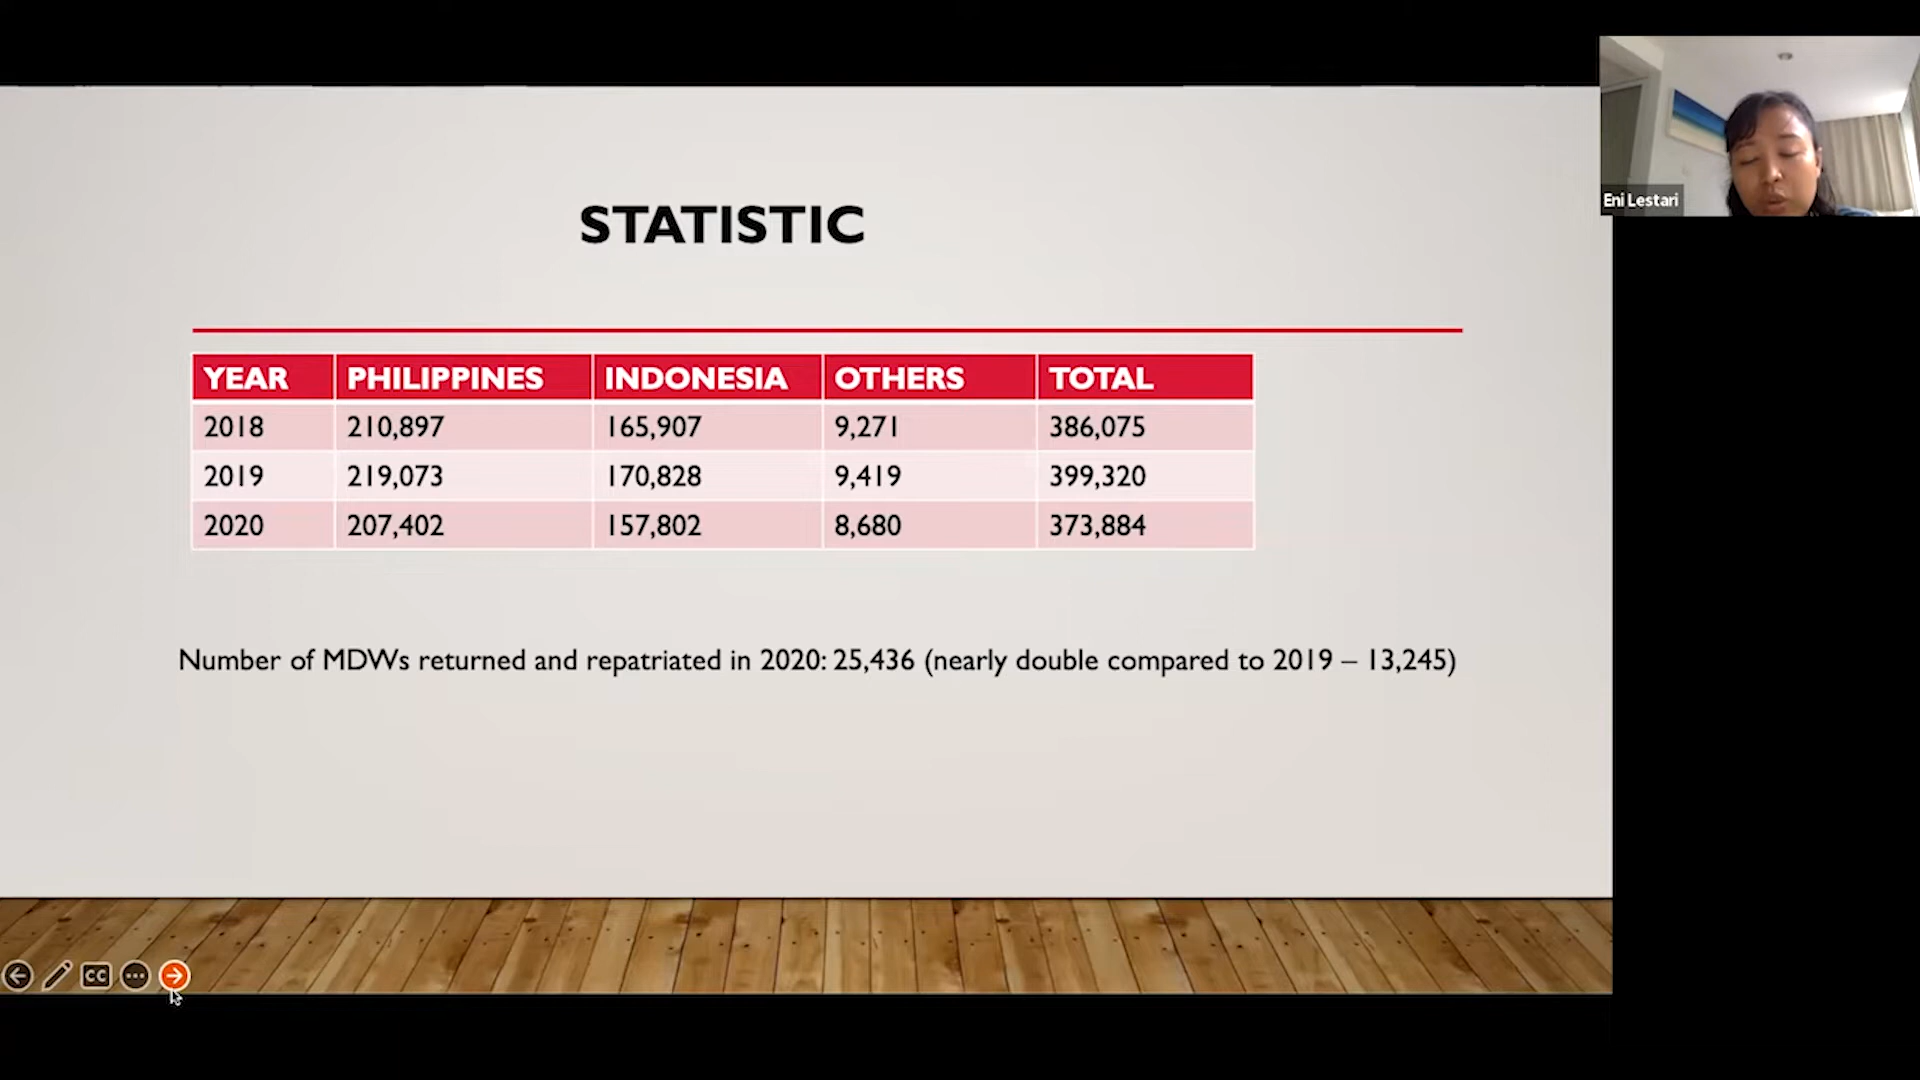 STATISTIC
YEAR PHILIPPINES INDONESIA OTHERS TOTAL
2018 210,897 165,907 9,271 386,075
2019 219,073 170,828 9,419 399,320
2020 207,402 157,802 8,680 373,884
Number of MDWs returned and repatriated in 2020: 25,436 (nearly double compared to 2019 – 13,245)
Eni Lestari
CC